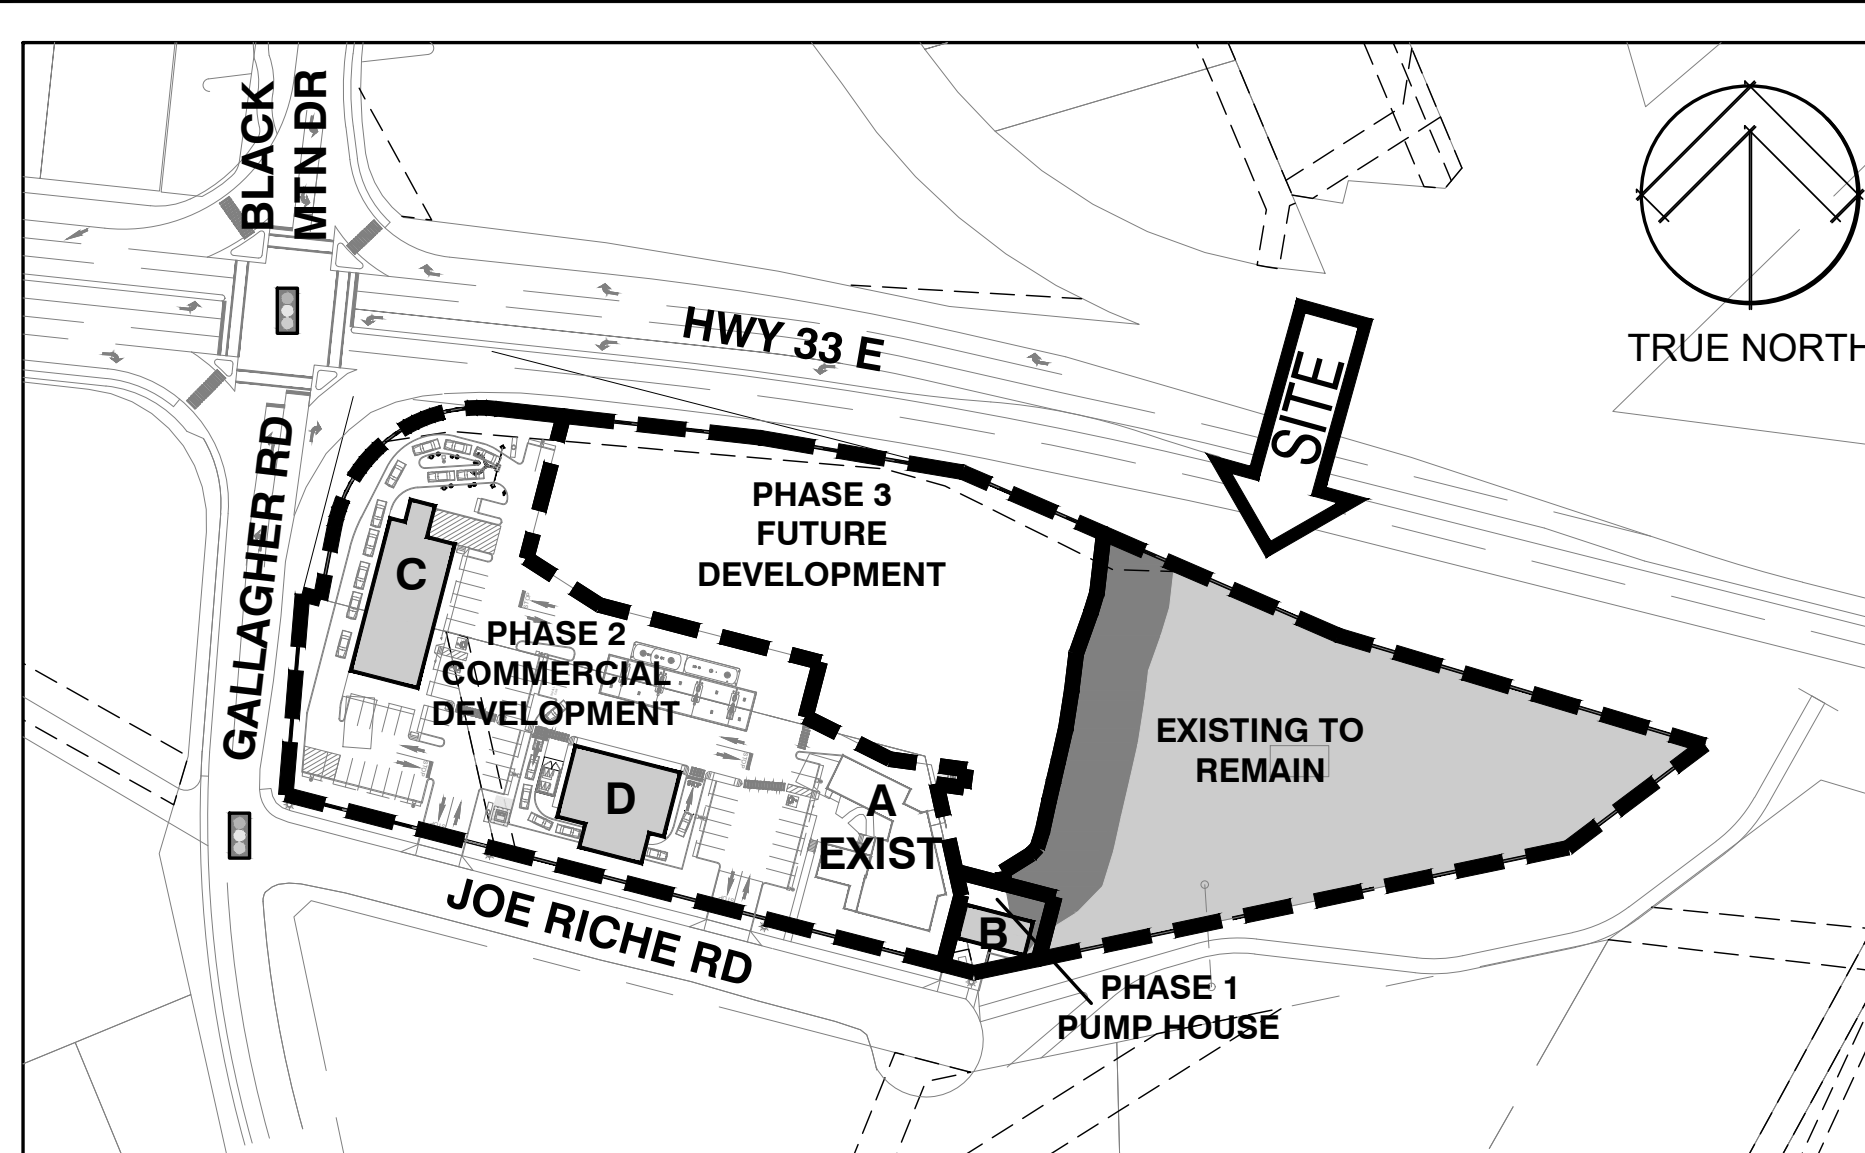 BLACK
MTN DR
TRUE NORTH
HWY 33 E
SITE
GALLAGHER RD
PHASE 3
FUTURE
DEVELOPMENT
C
PHASE 2
COMMERCIAL
DEVELOPMENT
EXISTING TO
REMAIN
D
A
EXIST
B
JOE RICHE RD
PHASE 1
PUMP HOUSE